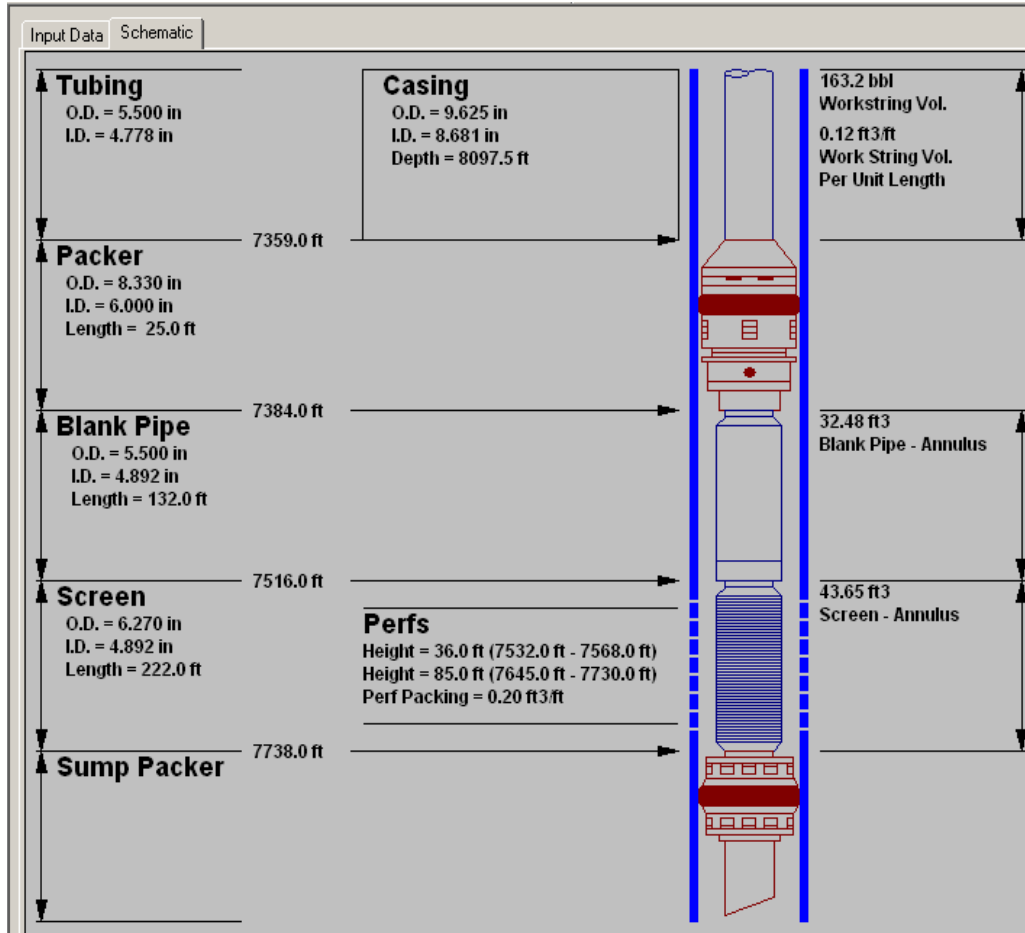 Input Data
Schematic
Tubing
O.D. = 5.500 in
I.D. = 4.778 in
Casing
O.D. = 9.625 in
I.D. = 8.681 in
Depth = 8097.5 ft
163.2 bbl
Workstring Vol.
0.12 ft3/ft
Work String Vol.
Per Unit Length
7359.0 ft
Packer
O.D. = 8.330 in
I.D. = 6.000 in
Length = 25.0 ft
7384.0 ft
Blank Pipe
O.D. = 5.500 in
I.D. = 4.892 in
Length = 132.0 ft
32.48 ft3
Blank Pipe - Annulus
7516.0 ft
Screen
O.D. = 6.270 in
I.D. = 4.892 in
Length = 222.0 ft
Perfs
Height = 36.0 ft (7532.0 ft - 7568.0 ft)
Height = 85.0 ft (7645.0 ft - 7730.0 ft)
Perf Packing = 0.20 ft3/ft
43.65 ft3
Screen - Annulus
7738.0 ft
Sump Packer